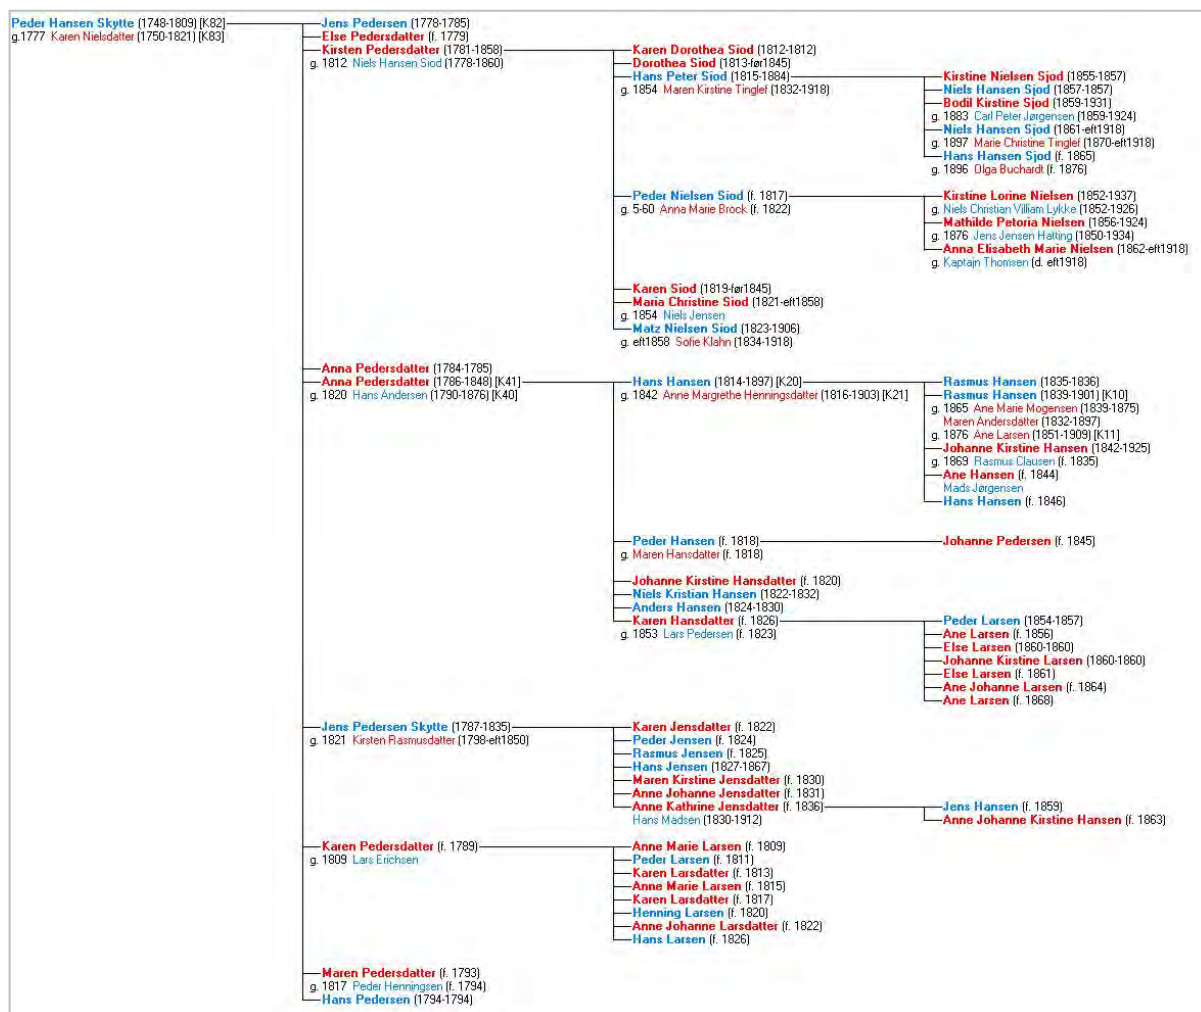 Peder Hansen Skytte (1748-1809) [K82]
g.1777 Karen Nielsdatter (1750-1821) [K83]
Jens Pedersen (1778-1785)
Else Pedersdatter (f. 1779)
Kirsten Pedersdatter (1781-1858)
g. 1812 Niels Hansen Siod (1778-1860)
Karen Dorothea Siod (1812-1812)
Dorothea Siod (1813-før1845)
Hans Peter Siod (1815-1884)
g. 1854 Maren Kirstine Tinglef (1832-1918)
Kirstine Nielsen Sjod (1855-1857)
Niels Hansen Sjod (1857-1857)
Bodil Kirstine Sjod (1859-1931)
g. 1883 Carl Peter Jørgensen (1859-1924)
Niels Hansen Sjod (1861-eft1918)
g. 1897 Marie Christine Tinglef (1870-eft1918)
Hans Hansen Sjod (f. 1865)
g. 1896 Olga Buchardt (f. 1876)
Peder Nielsen Siod (f. 1817)
g. 5-60 Anna Marie Brock (f. 1822)
Kirstine Lorine Nielsen (1852-1937)
g. Niels Christian Villiam Lykke (1852-1926)
Mathilde Petoria Nielsen (1856-1924)
g. 1876 Jens Jensen Hatting (1850-1934)
Anna Elisabeth Marie Nielsen (1862-eft1918)
g. Kaptajn Thomsen (d. eft1918)
Karen Siod (1819-før1845)
Maria Christine Siod (1821-eft1858)
g. 1854 Niels Jensen
Matz Nielsen Siod (1823-1906)
g. eft1858 Sofie Klahn (1834-1918)
Anna Pedersdatter (1784-1785)
Anna Pedersdatter (1786-1848) [K41]
g. 1820 Hans Andersen (1790-1876) [K40]
Hans Hansen (1814-1897) [K20]
g. 1842 Anne Margrethe Henningsdatter (1816-1903) [K21]
Rasmus Hansen (1835-1836)
Rasmus Hansen (1839-1901) [K10]
g. 1865 Ane Marie Mogensen (1839-1875)
Maren Andersdatter (1832-1897)
g. 1876 Ane Larsen (1851-1909) [K11]
Johanne Kirstine Hansen (1842-1925)
g. 1869 Rasmus Clausen (f. 1835)
Ane Hansen (f. 1844)
Mads Jørgensen
Hans Hansen (f. 1846)
Peder Hansen (f. 1818)
g. Maren Hansdatter (f. 1818)
Johanne Pedersen (f. 1845)
Johanne Kirstine Hansdatter (f. 1820)
Niels Kristian Hansen (1822-1832)
Anders Hansen (1824-1830)
Karen Hansdatter (f. 1826)
g. 1853 Lars Pedersen (f. 1823)
Peder Larsen (1854-1857)
Ane Larsen (f. 1856)
Else Larsen (1860-1860)
Johanne Kirstine Larsen (1860-1860)
Else Larsen (f. 1861)
Ane Johanne Larsen (f. 1864)
Ane Larsen (f. 1868)
Jens Pedersen Skytte (1787-1835)
g. 1821 Kirsten Rasmusdatter (1798-eft1850)
Karen Jensdatter (f. 1822)
Peder Jensen (f. 1824)
Rasmus Jensen (f. 1825)
Hans Jensen (1827-1867)
Maren Kirstine Jensdatter (f. 1830)
Anne Johanne Jensdatter (f. 1831)
Anne Kathrine Jensdatter (f. 1836)
Hans Madsen (1830-1912)
Jens Hansen (f. 1859)
Anne Johanne Kirstine Hansen (f. 1863)
Karen Pedersdatter (f. 1789)
g. 1809 Lars Erichsen
Anne Marie Larsen (f. 1809)
Peder Larsen (f. 1811)
Karen Larsdatter (f. 1813)
Anne Marie Larsen (f. 1815)
Karen Larsdatter (f. 1817)
Henning Larsen (f. 1820)
Anne Johanne Larsdatter (f. 1822)
Hans Larsen (f. 1826)
Maren Pedersdatter (f. 1793)
g. 1817 Peder Henningsen (f. 1794)
Hans Pedersen (1794-1794)